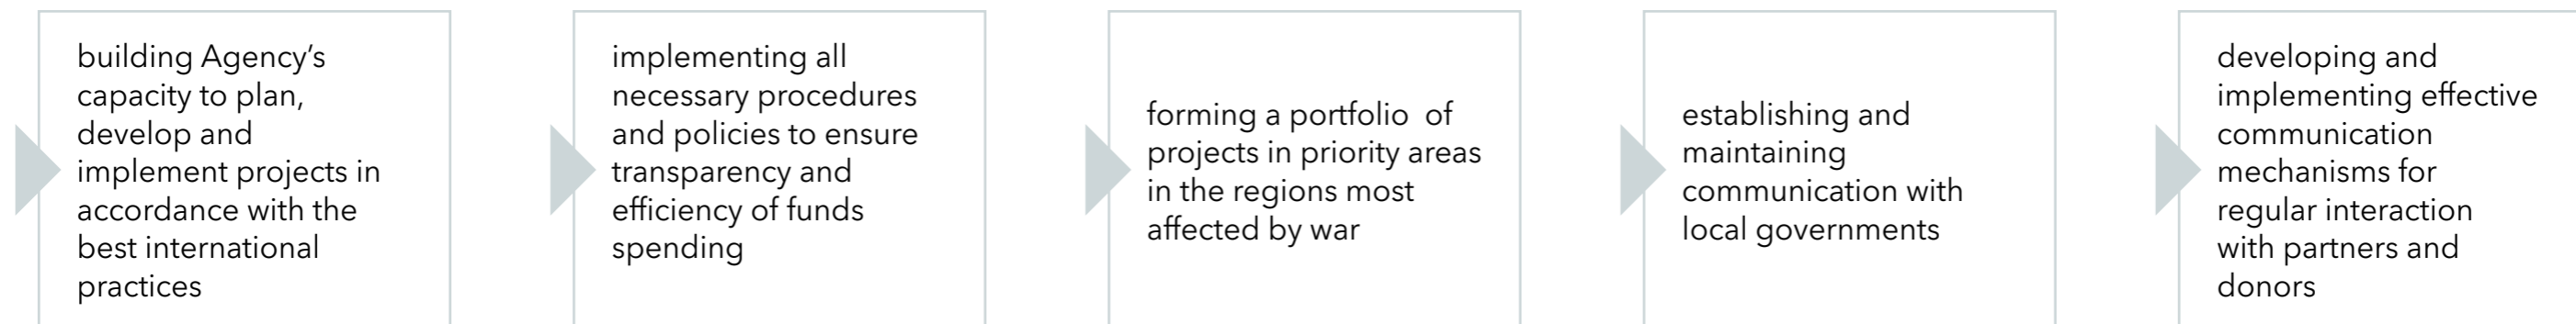 building Agency’s
capacity to plan,
develop and
implement projects in
accordance with the
best international
practices
implementing all
necessary procedures
and policies to ensure
transparency and
efficiency of funds
spending
forming a portfolio  of
projects in priority areas
in the regions most
affected by war
establishing and
maintaining
communication with
local governments
developing and
implementing effective
communication
mechanisms for
regular interaction
with partners and
donors